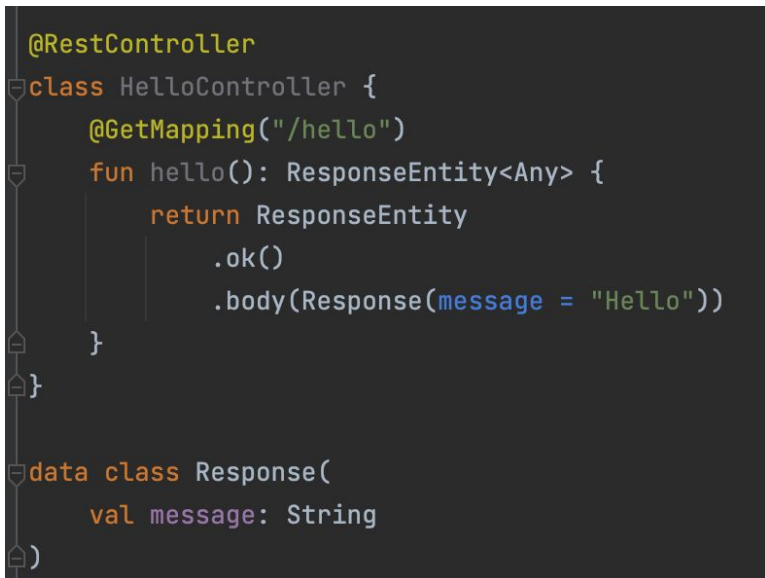 @RestController
class HelloController {
    @GetMapping("/hello")
    fun hello(): ResponseEntity<Any> {
        return ResponseEntity
            .ok()
            .body(Response(message = "Hello"))
    }
}

data class Response(
    val message: String
)